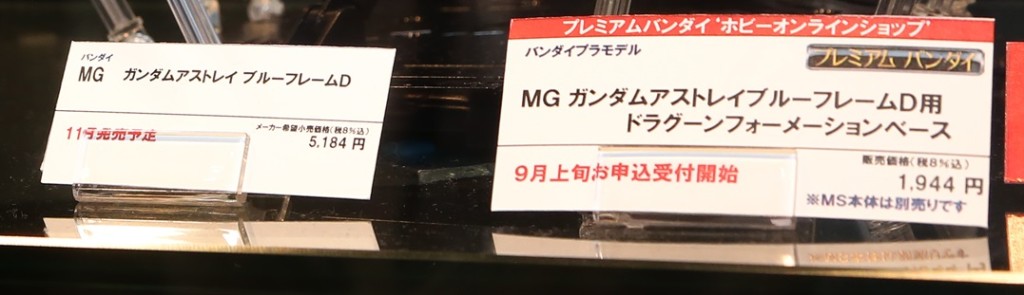 バンダイ
MG ガンダムアストレイ ブルーフレームD
メーカー希望小売価格(税8%込)
11月発売予定
5,184 円
プレミアムバンダイ‘ホビーオンラインショップ’
バンダイプラモデル
プレミアム バンダイ
MG ガンダムアストレイブルーフレームD用
ドラグーンフォーメーションベース
販売価格(税8%込)
9月上旬お申込受付開始
1,944 円
※MS本体は別売りです